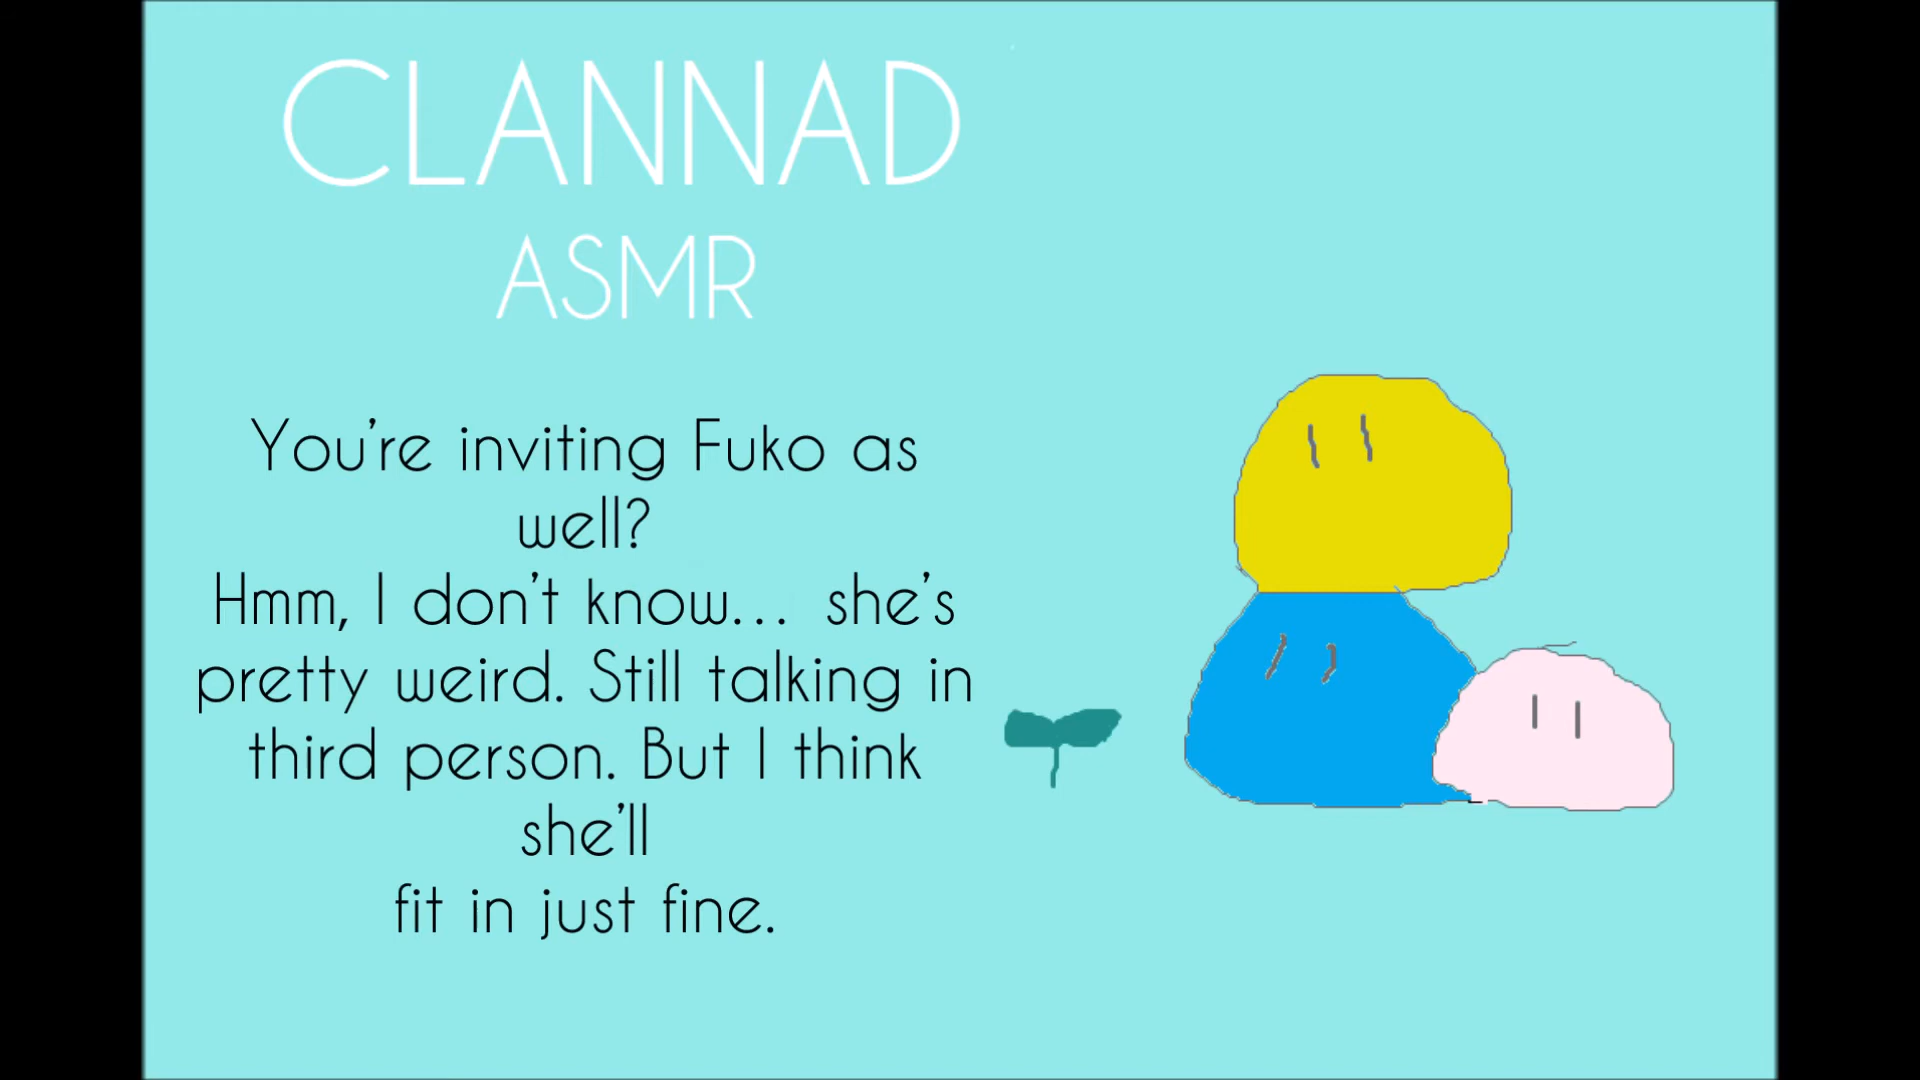 CLANNAD
ASMR
You’re inviting Fuko as
well?
Hmm, I don’t know... she’s
pretty weird. Still talking in
third person. But I think
she’ll
fit in just fine.